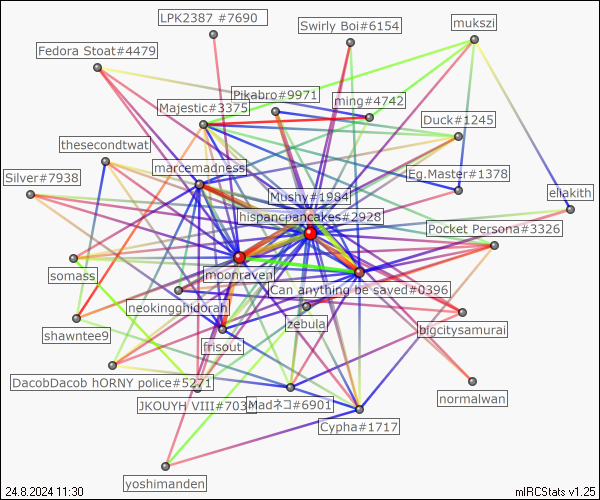 LPK2387 #7690
Swirly Boi#6154
mukszi
Fedora Stoat#4479
Pikabro#9971
ming#4742
Majestic#3375
Duck#1245
thesecondtwat
marcemadness
Eg.Master#1378
Silver#7938
Mushy#1984
eliakith
hispancpancakes#2928
Pocket Persona#3326
somass
moonraven
Can anything be saved#0396
neokingghidorah
zebula
bigcitysamurai
shawntee9
frisout
DacobDacob hORNY police#5271
normalwan
JKOUYH VIII#703
Madネコ#6901
Cypha#1717
yoshimanden
24.8.2024 11:30
mIRCStats v1.25